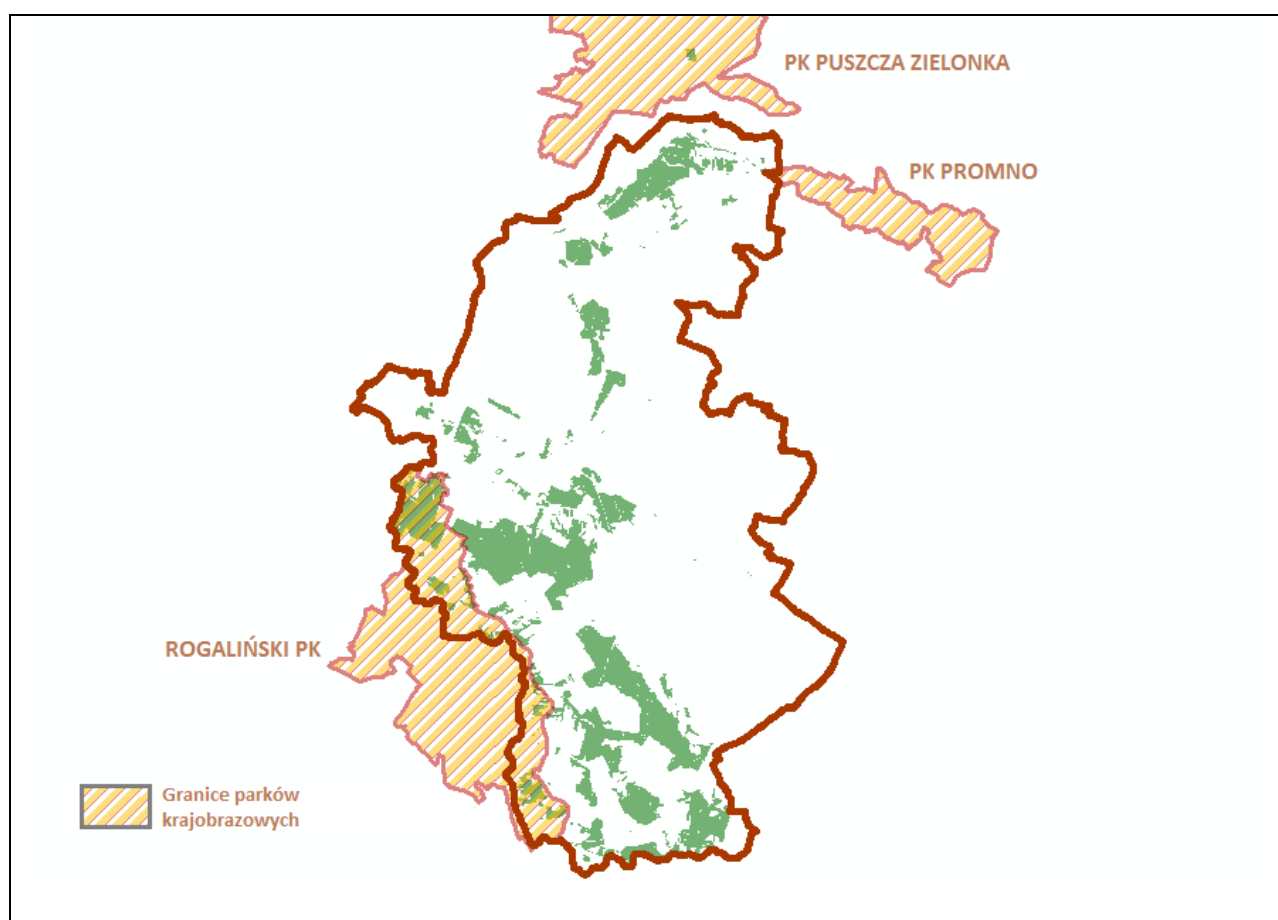 PK PUSZCZA ZIELONKA
PK PROMNO
ROGALIŃSKI PK
Granice parków
krajobrazowych